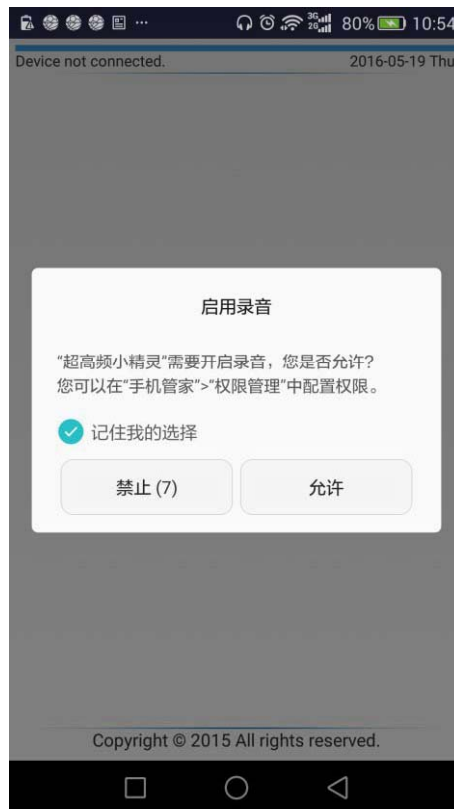 3G
2G
80% 10:54
Device not connected. 2016-05-19 Thu
启用录音
“超高频小精灵”需要开启录音，您是否允许?
您可以在“手机管家”>“权限管理”中配置权限。
记住我的选择
禁止 (7) 允许
Copyright © 2015 All rights reserved.